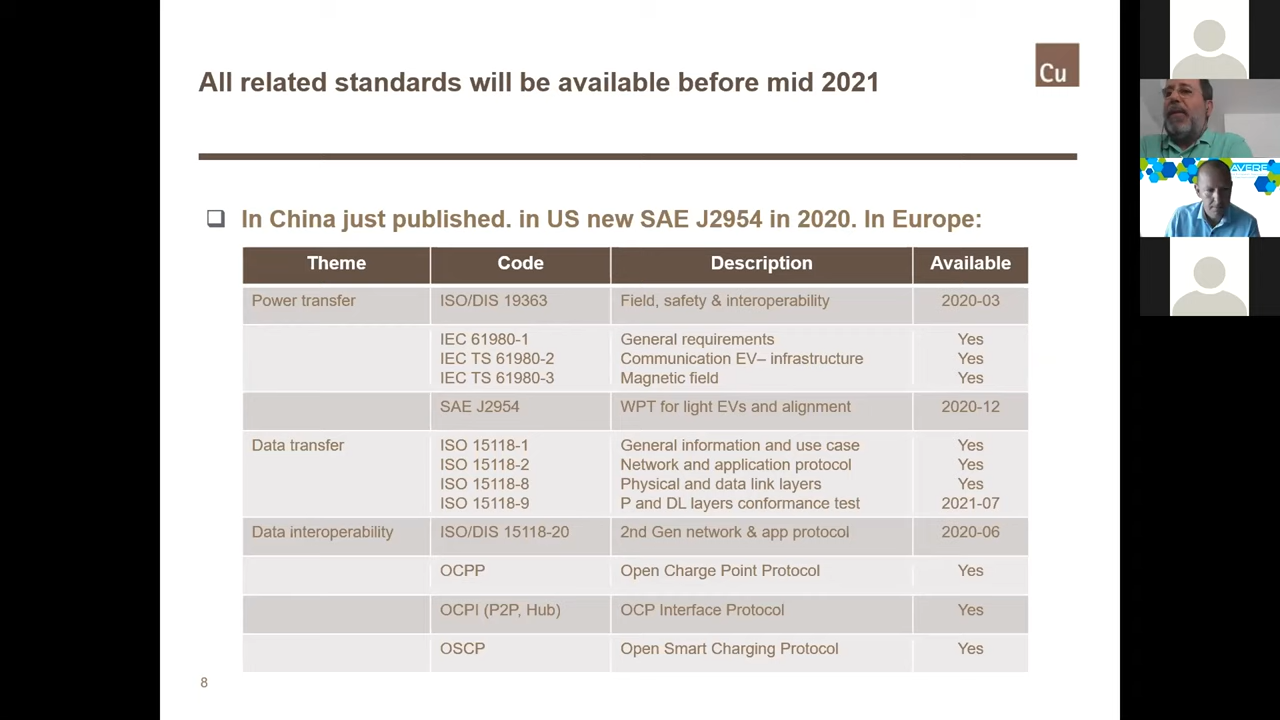 All related standards will be available before mid 2021
Cu
❑ In China just published. in US new SAE J2954 in 2020. In Europe:
Theme Code Description Available
Power transfer ISO/DIS 19363 Field, safety & interoperability 2020-03
IEC 61980-1 General requirements Yes
IEC TS 61980-2 Communication EV– infrastructure Yes
IEC TS 61980-3 Magnetic field Yes
SAE J2954 WPT for light EVs and alignment 2020-12
Data transfer ISO 15118-1 General information and use case Yes
ISO 15118-2 Network and application protocol Yes
ISO 15118-8 Physical and data link layers Yes
ISO 15118-9 P and DL layers conformance test 2021-07
Data interoperability ISO/DIS 15118-20 2nd Gen network & app protocol 2020-06
OCPP Open Charge Point Protocol Yes
OCPI (P2P, Hub) OCP Interface Protocol Yes
OSCP Open Smart Charging Protocol Yes
8
AVERE